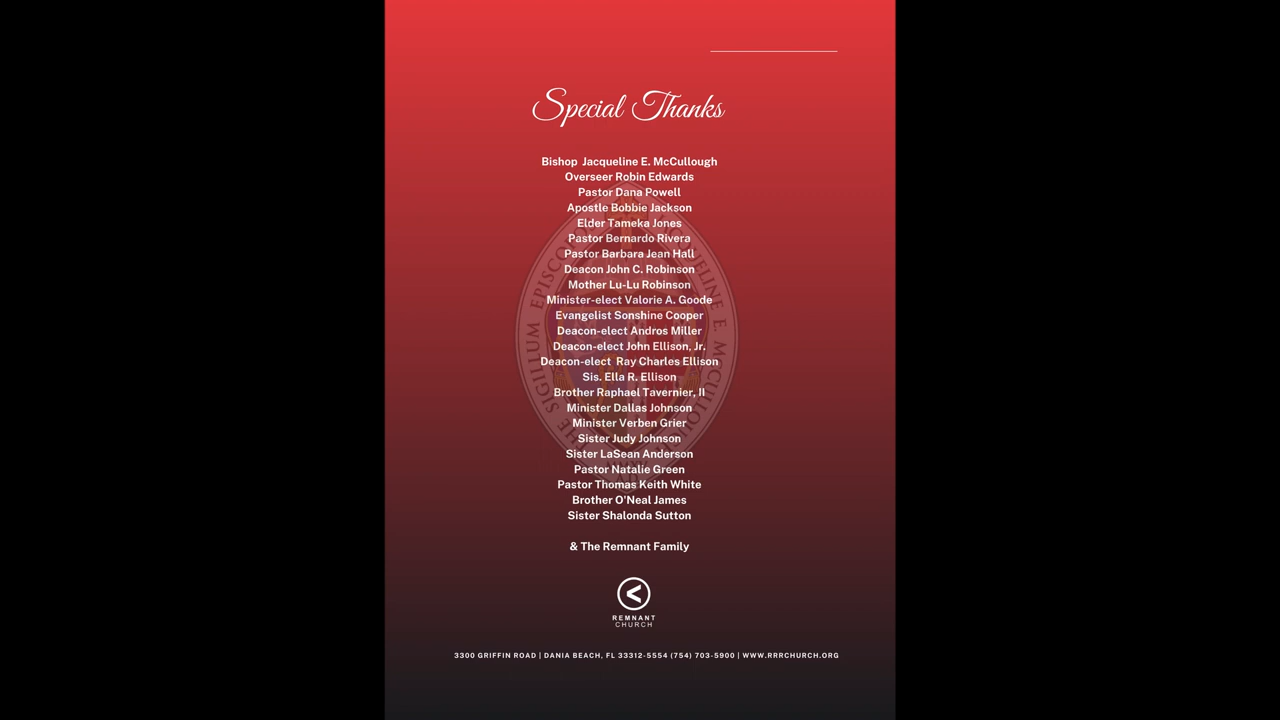 Special Thanks
Bishop Jacqueline E. McCullough
Overseer Robin Edwards
Pastor Dana Powell
Apostle Bobbie Jackson
Elder Tameka Jones
Pastor Bernardo Rivera
Pastor Barbara Jean Hall
Deacon John C. Robinson
Mother Lu-Lu Robinson
Minister-elect Valorie A. Goode
Evangelist Sonshine Cooper
Deacon-elect Andros Miller
Deacon-elect John Ellison, Jr.
Deacon-elect Ray Charles Ellison
Sis. Ella R. Ellison
Brother Raphael Tavernier, II
Minister Dallas Johnson
Minister Verben Grier
Sister Judy Johnson
Sister LaSean Anderson
Pastor Natalie Green
Pastor Thomas Keith White
Brother O'Neal James
Sister Shalonda Sutton
& The Remnant Family
REMNANT
CHURCH
3300 GRIFFIN ROAD | DANIA BEACH, FL 33312-5554 (754) 703-5900 | WWW.RRRCHURCH.ORG